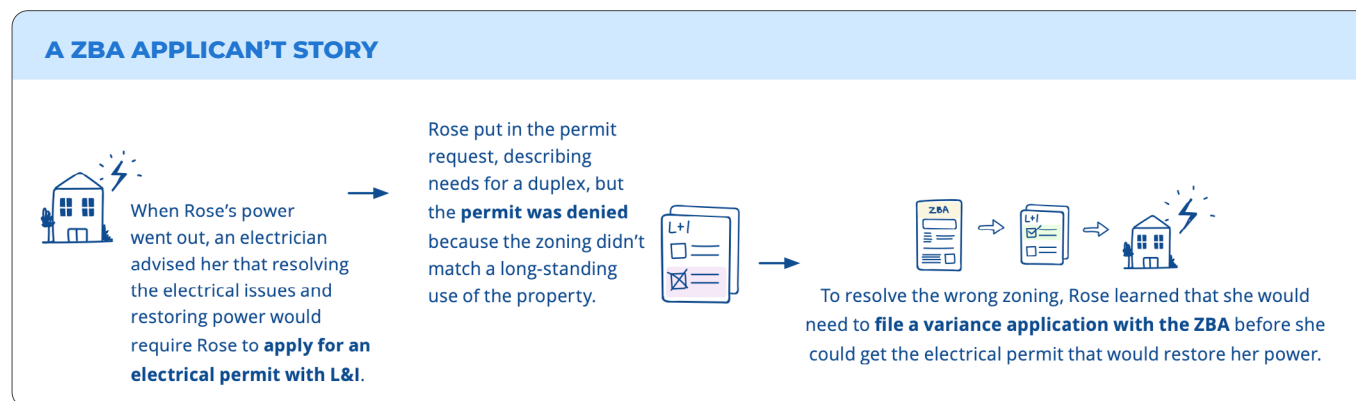 A ZBA APPLICAN'T STORY
When Rose's power
went out, an electrician
advised her that resolving
the electrical issues and
restoring power would
require Rose to apply for an
electrical permit with L&I.
Rose put in the permit
request, describing
needs for a duplex, but
the permit was denied
because the zoning didn't
match a long-standing
use of the property.
L+I
ZBA
L+I
To resolve the wrong zoning, Rose learned that she would
need to file a variance application with the ZBA before she
could get the electrical permit that would restore her power.